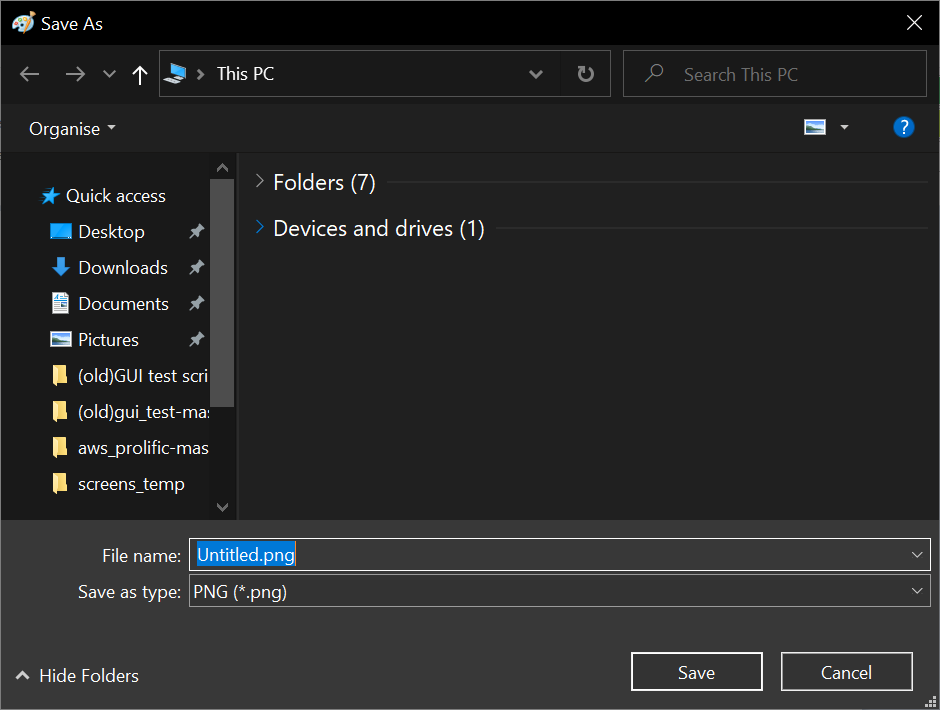 Save As
This PC
Search This PC
Organise
?
Quick access
Desktop
Downloads
Documents
Pictures
(old)GUI test scri
(old)gui_test-mas
aws_prolific-mas
screens_temp
Folders (7)
Devices and drives (1)
File name: Untitled.png
Save as type: PNG (*.png)
Hide Folders
Save
Cancel